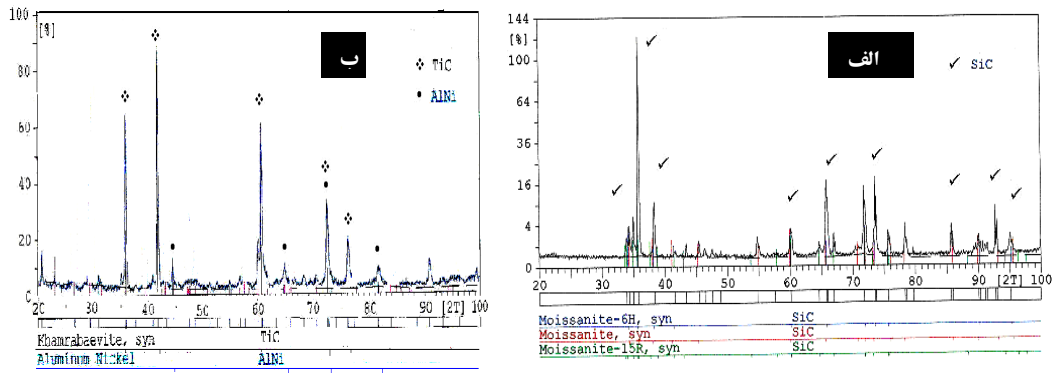 100
[%]
80
60
40
20
0
ب
TiC
AlNi
20 30 40 50 60 70 80 90 [2T] 100
Khamrabaevite, syn TiC
Aluminum Nickel AlNi
144
[%]
100
64
36
16
4
0
الف
SiC
20 30 40 50 60 70 80 90 [2T] 100
Moissanite-6H, syn SiC
Moissanite, syn SiC
Moissanite-15R, syn SiC